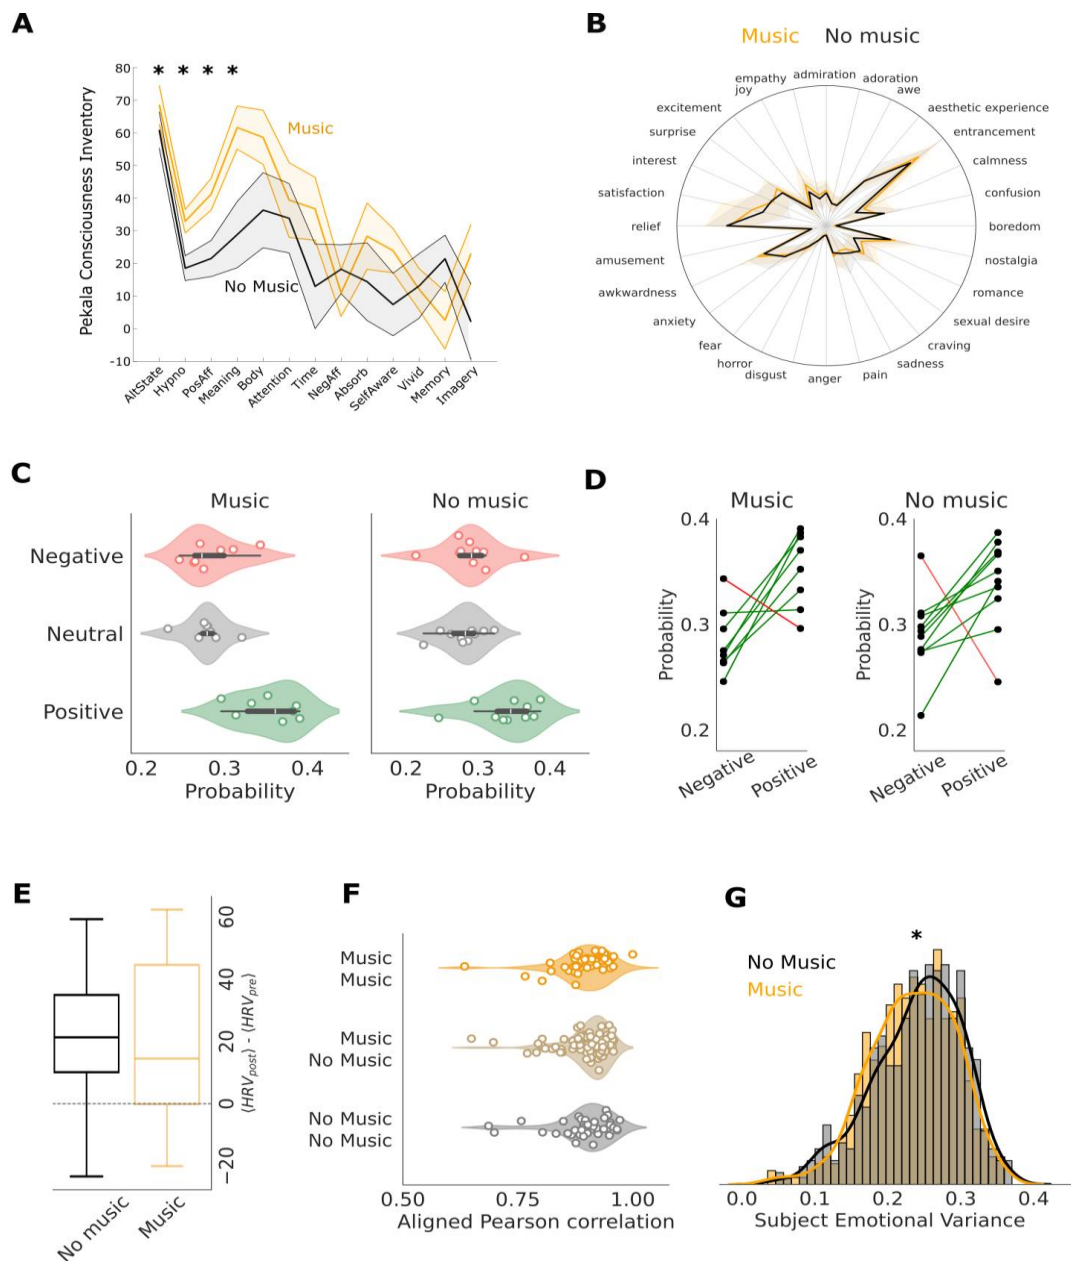 A
B
Music No music
80
70
60
50
40
30
20
10
0
-10
Pekala Consciousness Inventory
* * * *
Music
No Music
AltState
Hypno
PosAff
Meaning
Body
Attention
Time
NegAff
Absorb
SelfAware
Vivid
Memory
Imagery
admiration
adoration
awe
aesthetic experience
entrancement
calmness
confusion
boredom
nostalgia
romance
sexual desire
craving
sadness
pain
anger
disgust
horror
fear
anxiety
awkwardness
amusement
relief
satisfaction
interest
surprise
excitement
joy
empathy
C
Music
No music
Negative
Neutral
Positive
0.2 0.3 0.4
Probability
0.2 0.3 0.4
Probability
D
Music
No music
0.4
0.3
0.2
Probability
Negative
Positive
0.4
0.3
0.2
Probability
Negative
Positive
E
60
40
20
0
−20
⟨HRVpost⟩ - ⟨HRVpre⟩
No music
Music
F
Music
Music
Music
No Music
No Music
No Music
0.50 0.75 1.00
Aligned Pearson correlation
G
*
No Music
Music
0.0 0.1 0.2 0.3 0.4
Subject Emotional Variance